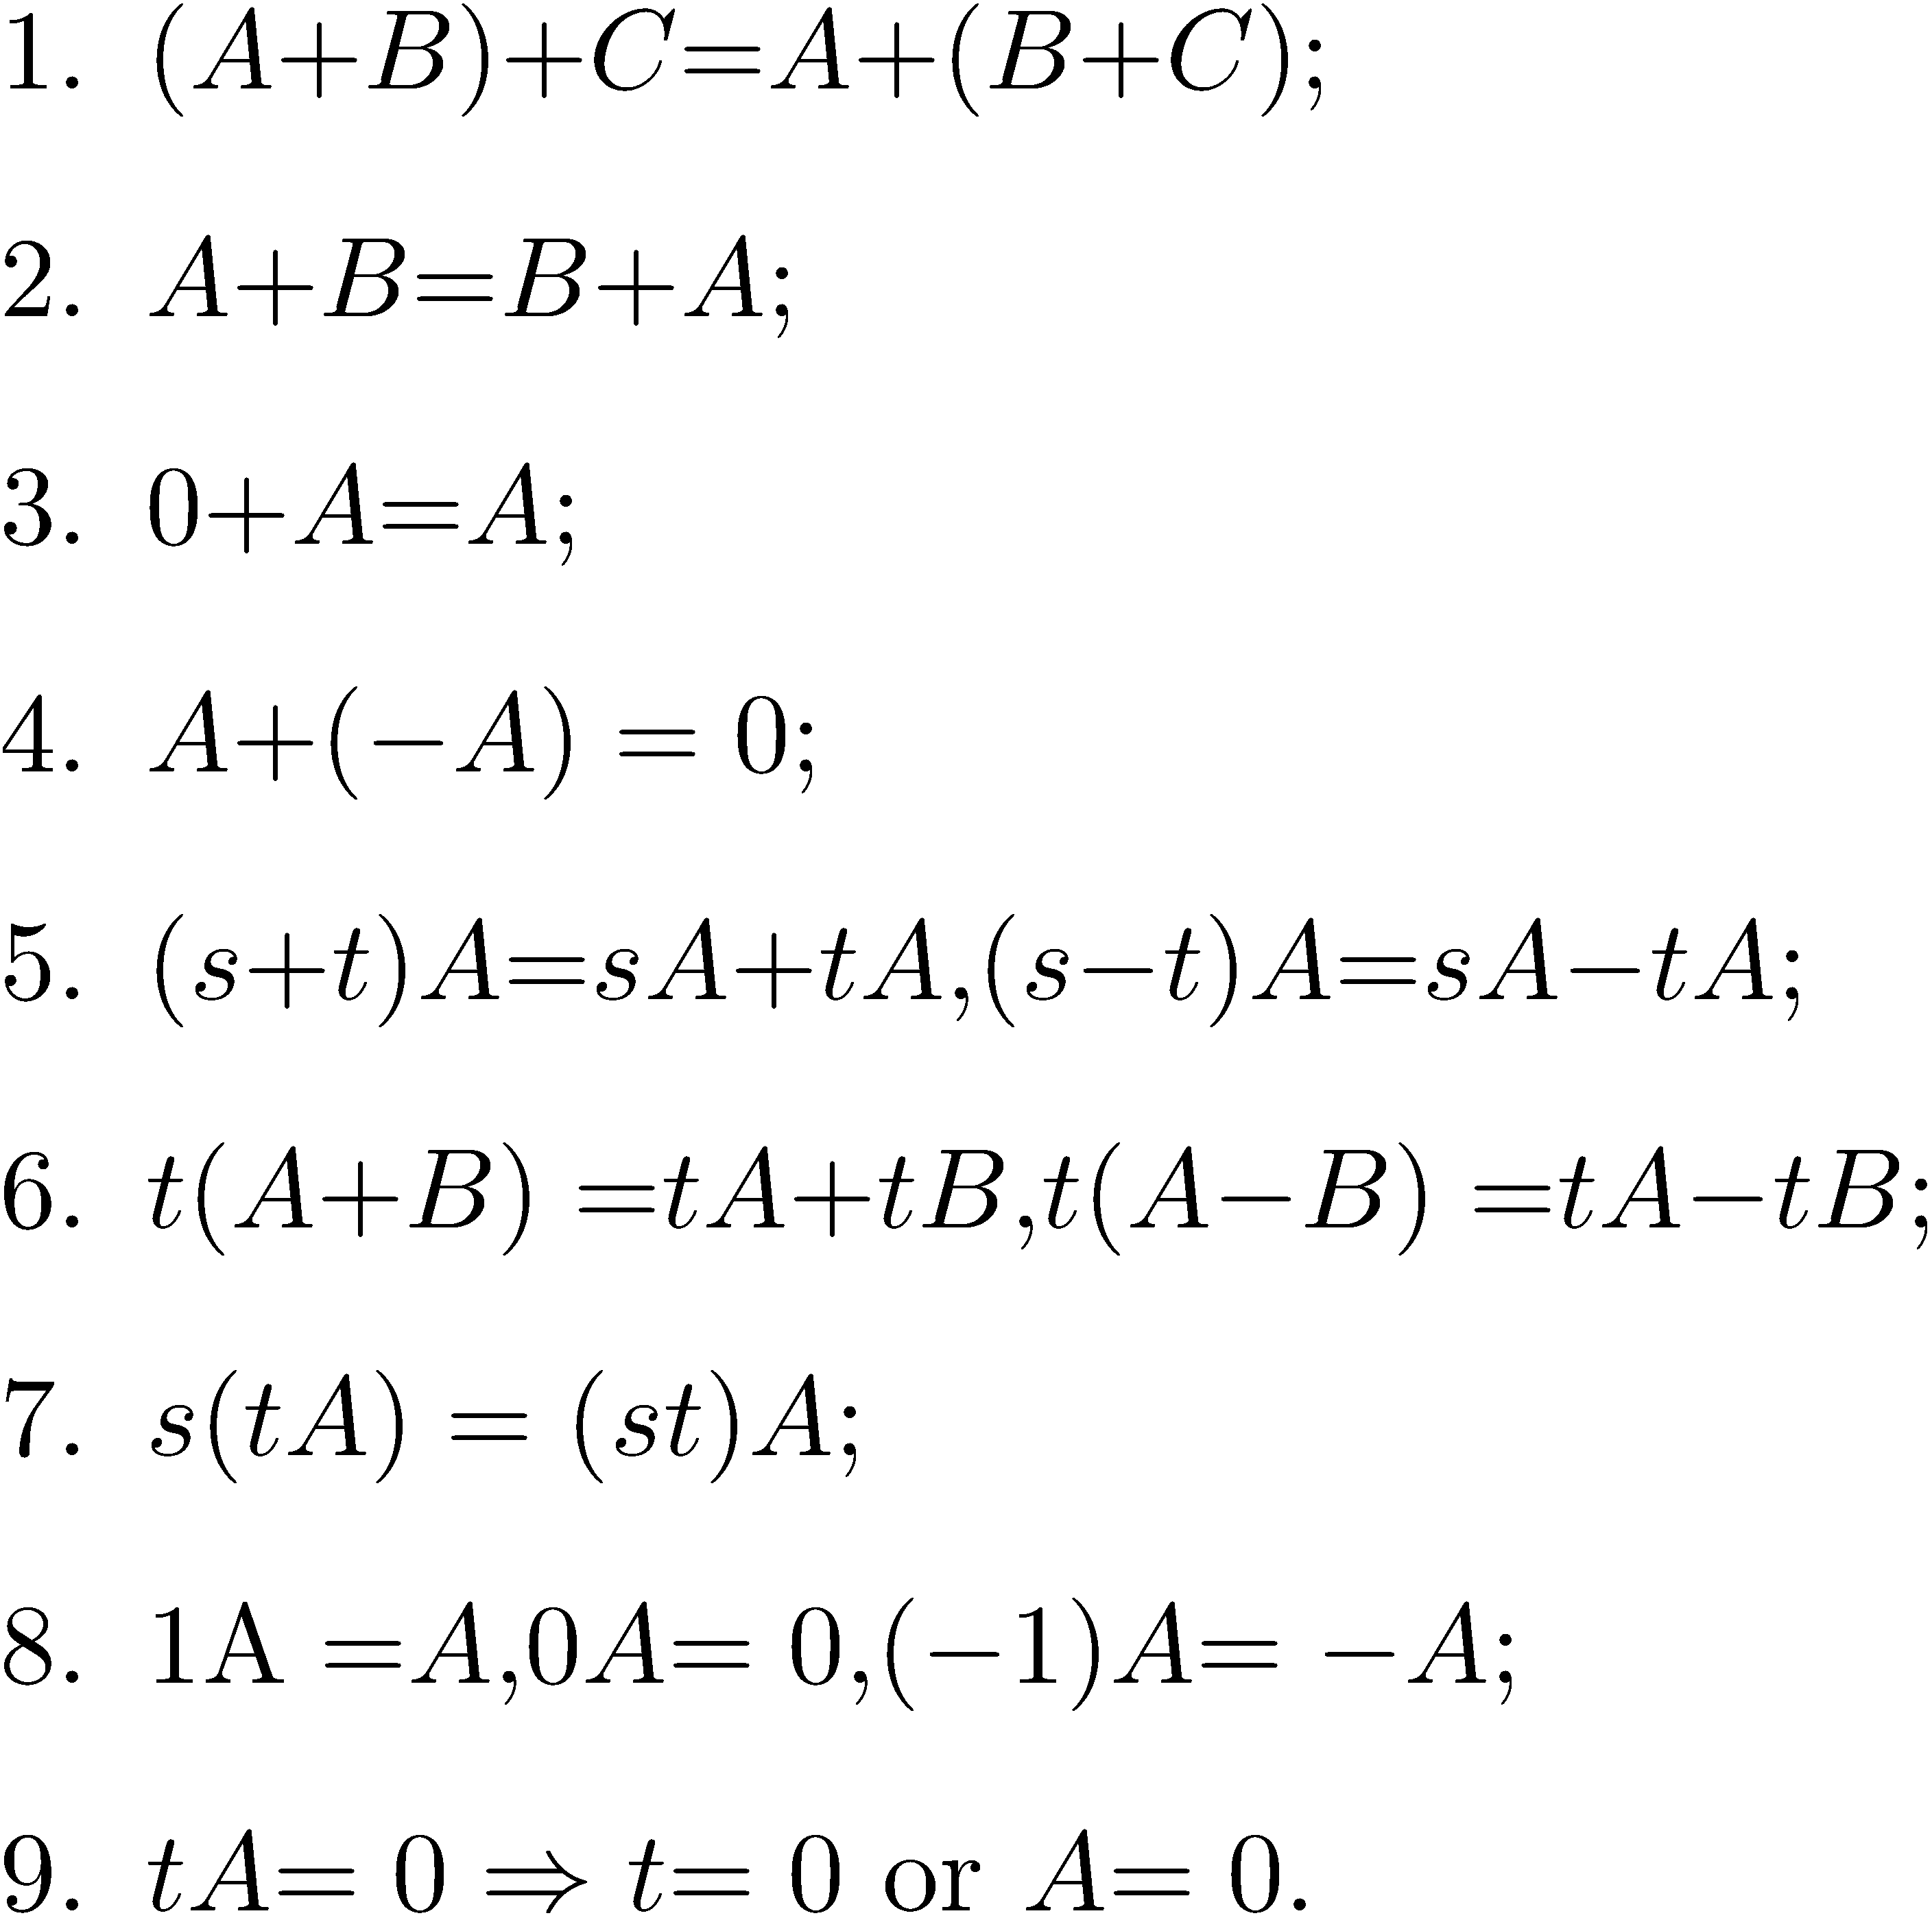 1. (A+B)+C=A+(B+C);
2. A+B=B+A;
3. 0+A=A;
4. A+(−A) = 0;
5. (s+t)A=sA+tA,(s−t)A=sA−tA;
6. t(A+B) =tA+tB,t(A−B) =tA−tB;
7. s(tA) = (st)A;
8. 1A =A,0A= 0,(−1)A= −A;
9. tA= 0 ⇒ t= 0 or A= 0.